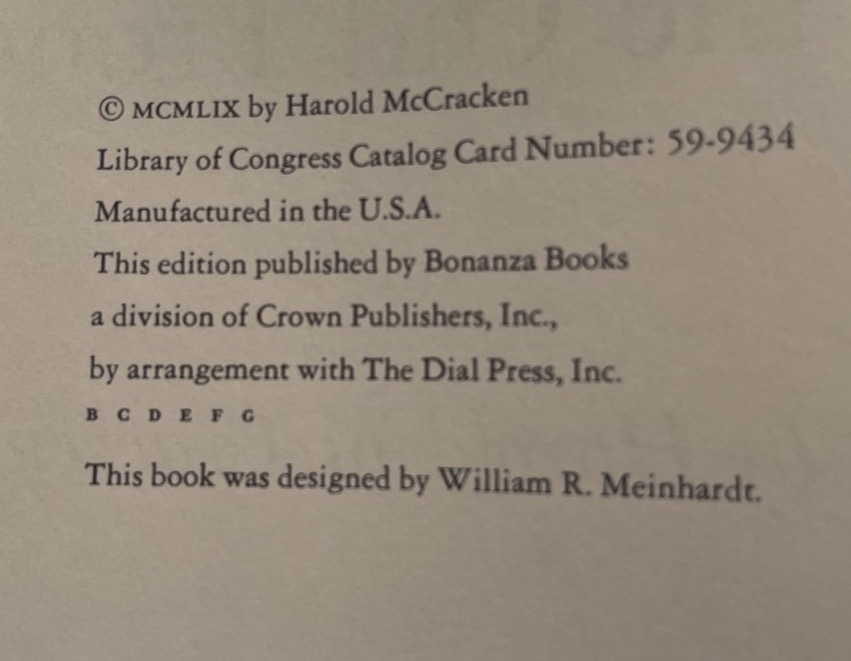 © MCMLIX by Harold McCracken
Library of Congress Catalog Card Number: 59-9434
Manufactured in the U.S.A.
This edition published by Bonanza Books
a division of Crown Publishers, Inc.,
by arrangement with The Dial Press, Inc.
B C D E F G
This book was designed by William R. Meinhardt.